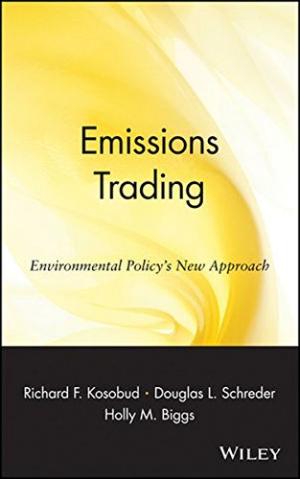 Emissions
Trading
Environmental Policy's New Approach
Richard F. Kosobud · Douglas L. Schreder
Holly M. Biggs
WILEY